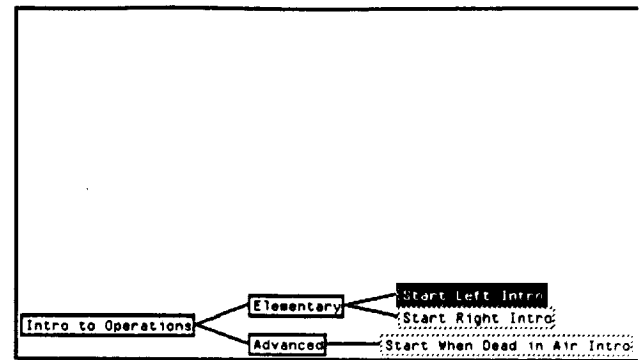 Start Left Intro
Elementary
Start Right Intro
Intro to Operations
Advanced
Start When Dead in Air Intro